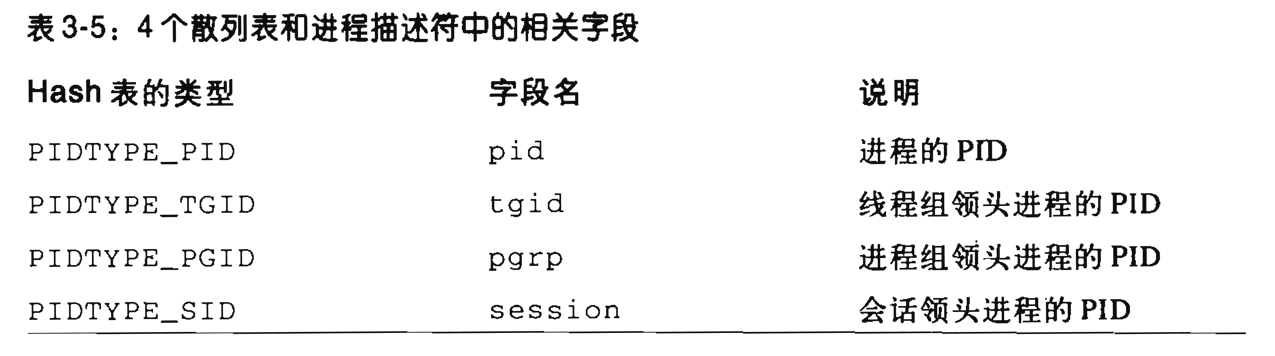 表3-5：4个散列表和进程描述符中的相关字段
Hash 表的类型 字段名 说明
PIDTYPE_PID pid 进程的 PID
PIDTYPE_TGID tgid 线程组领头进程的 PID
PIDTYPE_PGID pgrp 进程组领头进程的 PID
PIDTYPE_SID session 会话领头进程的 PID